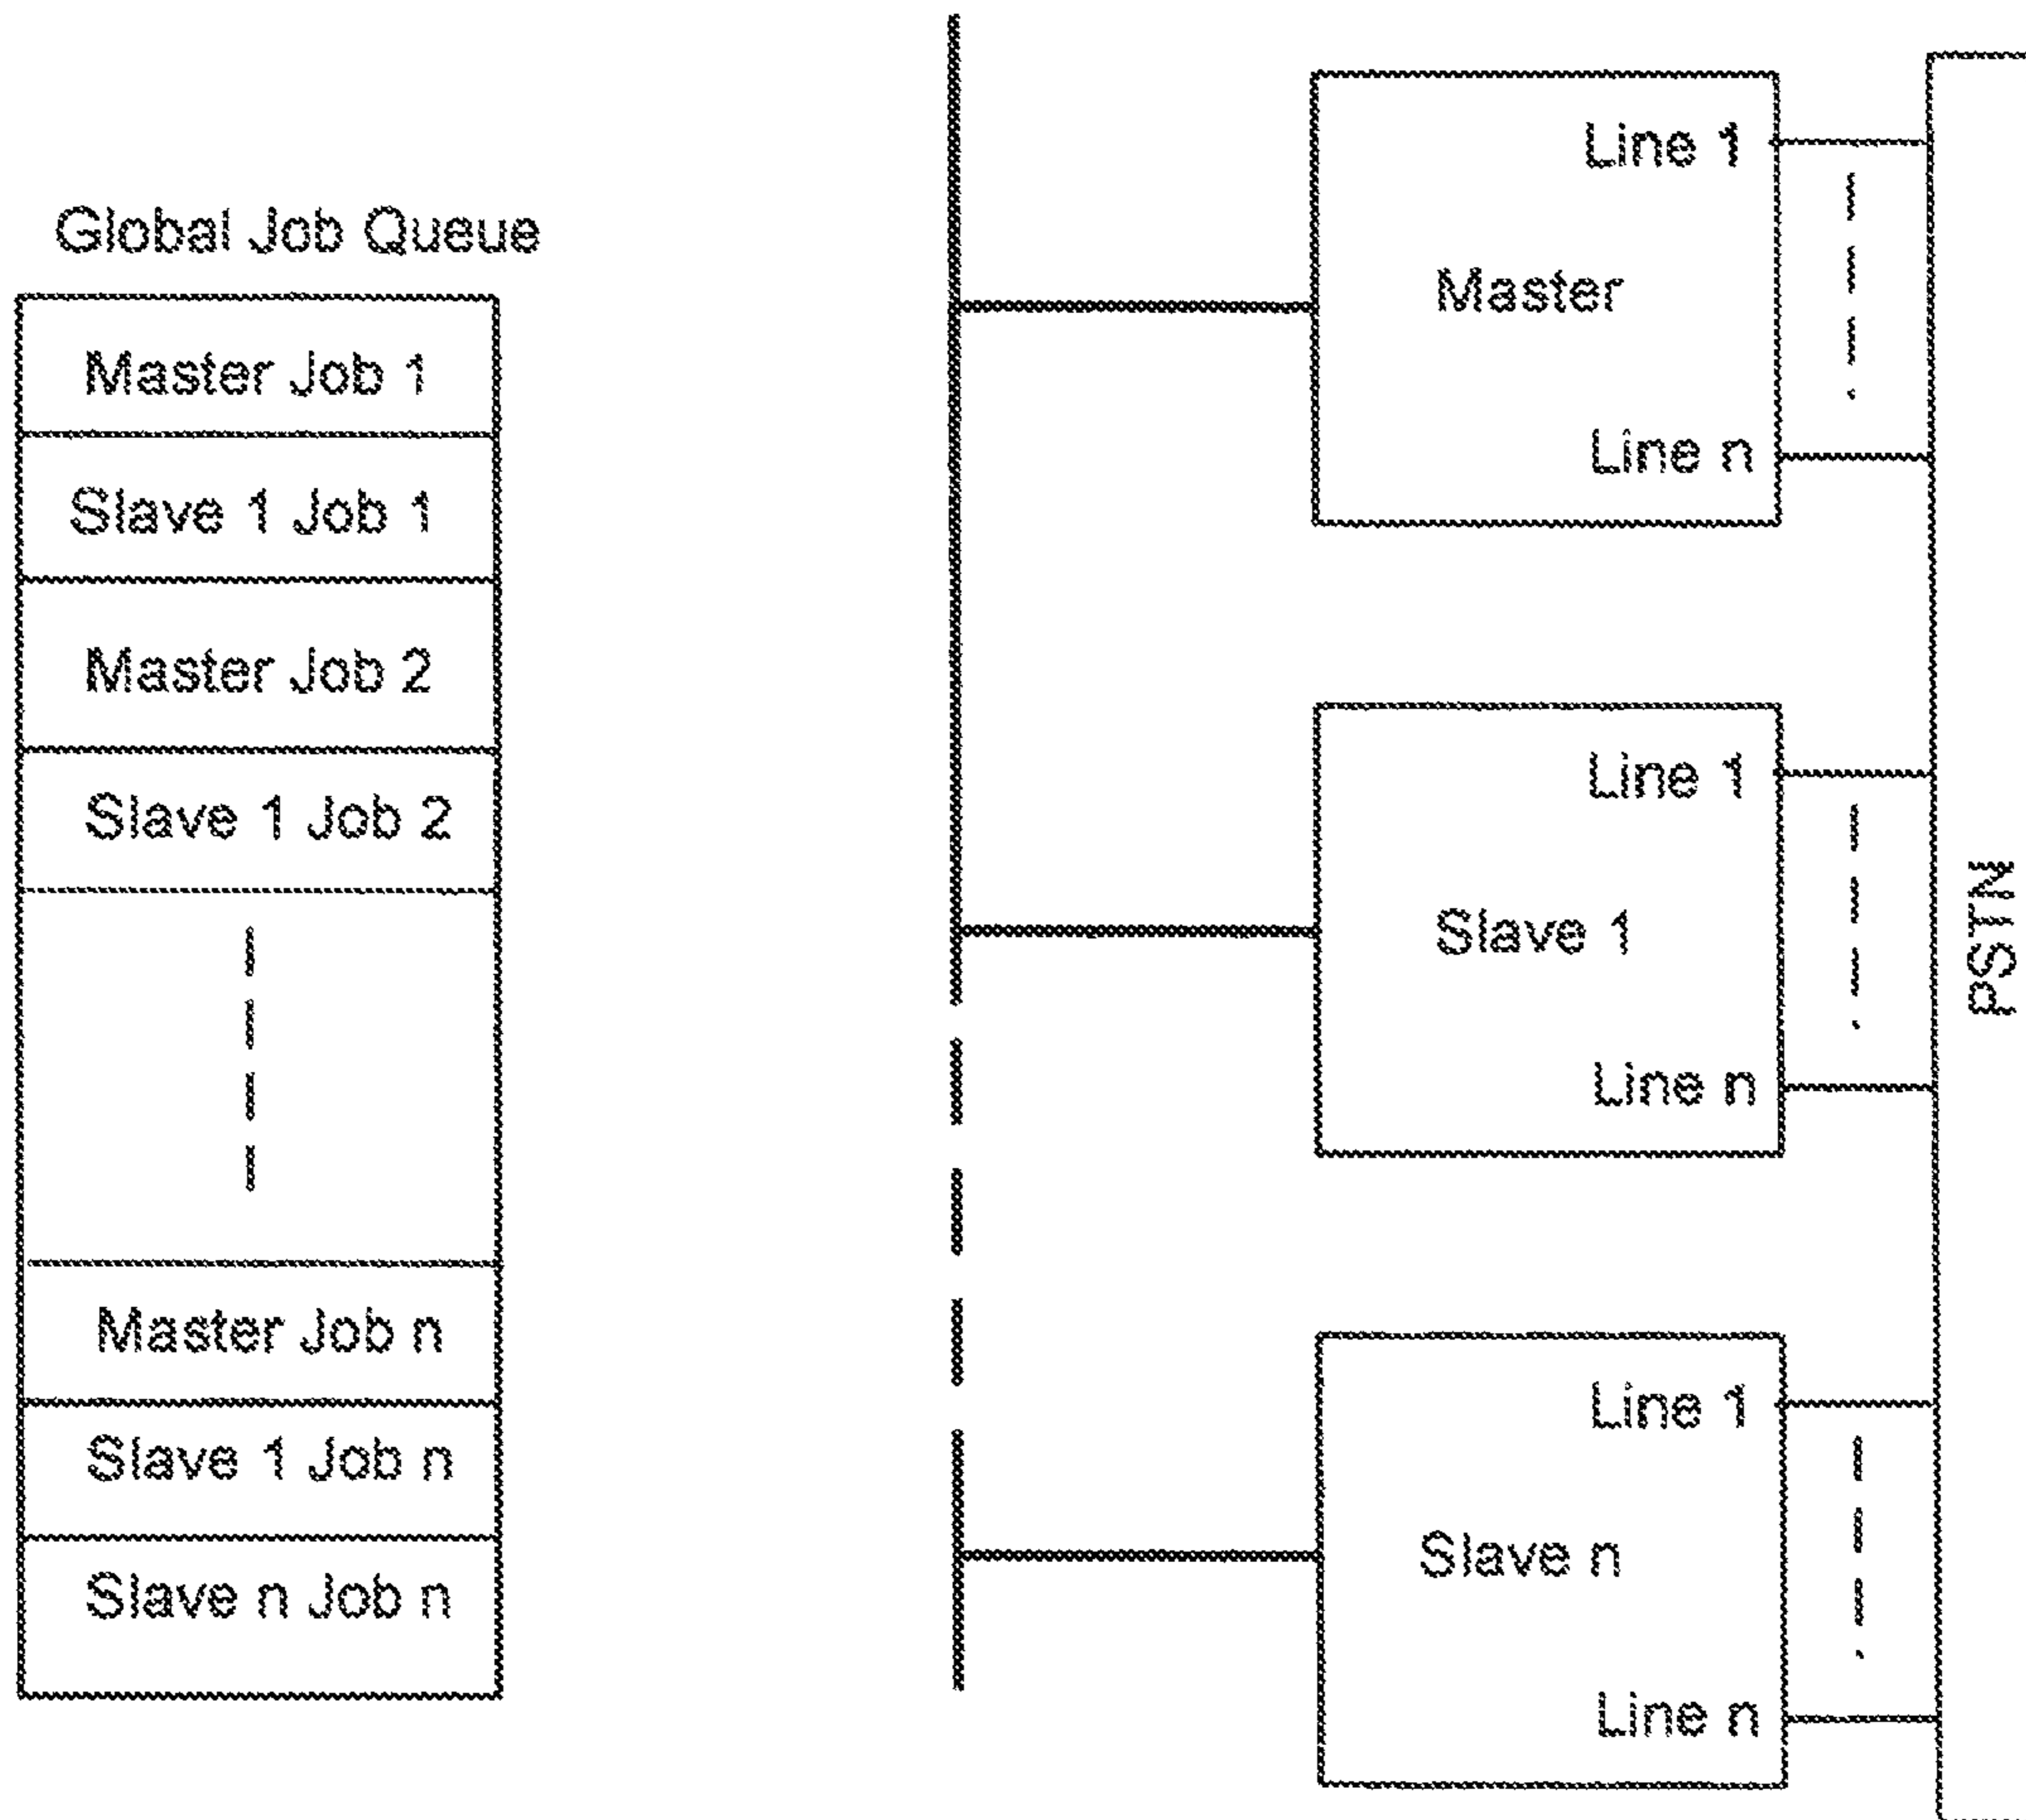 Global Job Queue
Master Job 1
Slave 1 Job 1
Master Job 2
Slave 1 Job 2
Master Job n
Slave 1 Job n
Slave n Job n
Line 1
Master
Line n
Line 1
Slave 1
Line n
Line 1
Slave n
Line n
PSTN